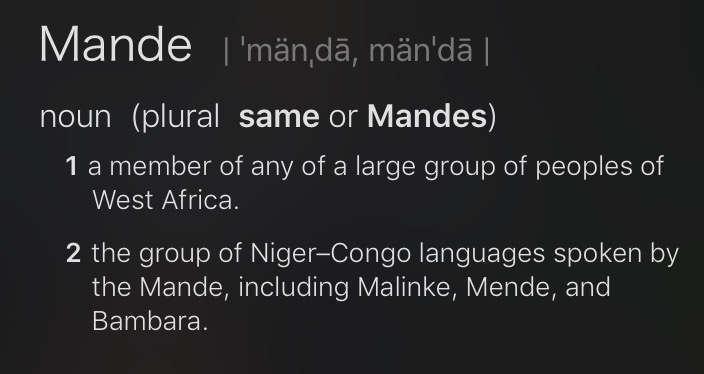 Mande | ˈmänˌdā, mänˈdā |
noun (plural same or Mandes)
1 a member of any of a large group of peoples of
West Africa.
2 the group of Niger–Congo languages spoken by
the Mande, including Malinke, Mende, and
Bambara.